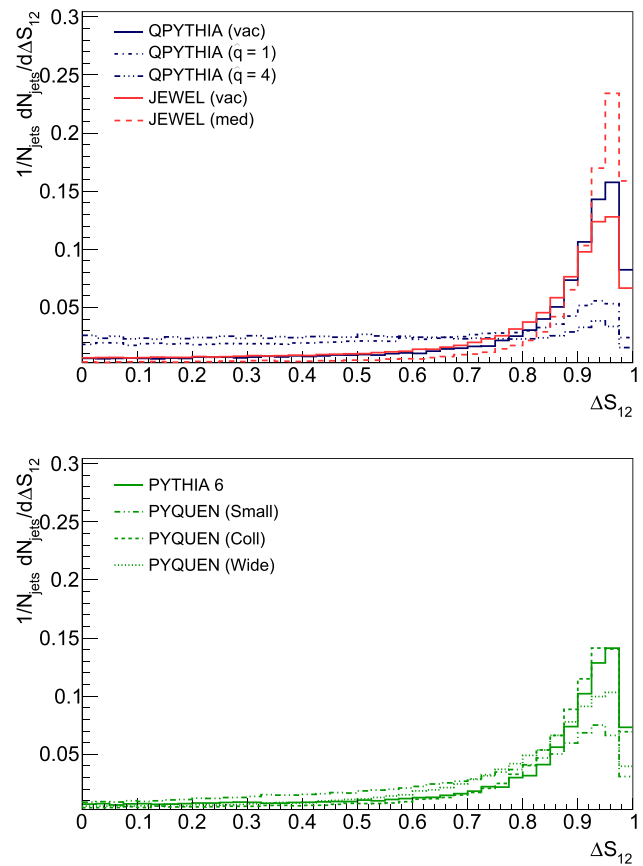 1/N_jets dN_jets/dΔS_12
0.3
0.25
0.2
0.15
0.1
0.05
QPYTHIA (vac)
QPYTHIA (q̂ = 1)
QPYTHIA (q̂ = 4)
JEWEL (vac)
JEWEL (med)
0 0.1 0.2 0.3 0.4 0.5 0.6 0.7 0.8 0.9 1
ΔS_12
1/N_jets dN_jets/dΔS_12
0.3
0.25
0.2
0.15
0.1
0.05
PYTHIA 6
PYQUEN (Small)
PYQUEN (Coll)
PYQUEN (Wide)
0 0.1 0.2 0.3 0.4 0.5 0.6 0.7 0.8 0.9 1
ΔS_12